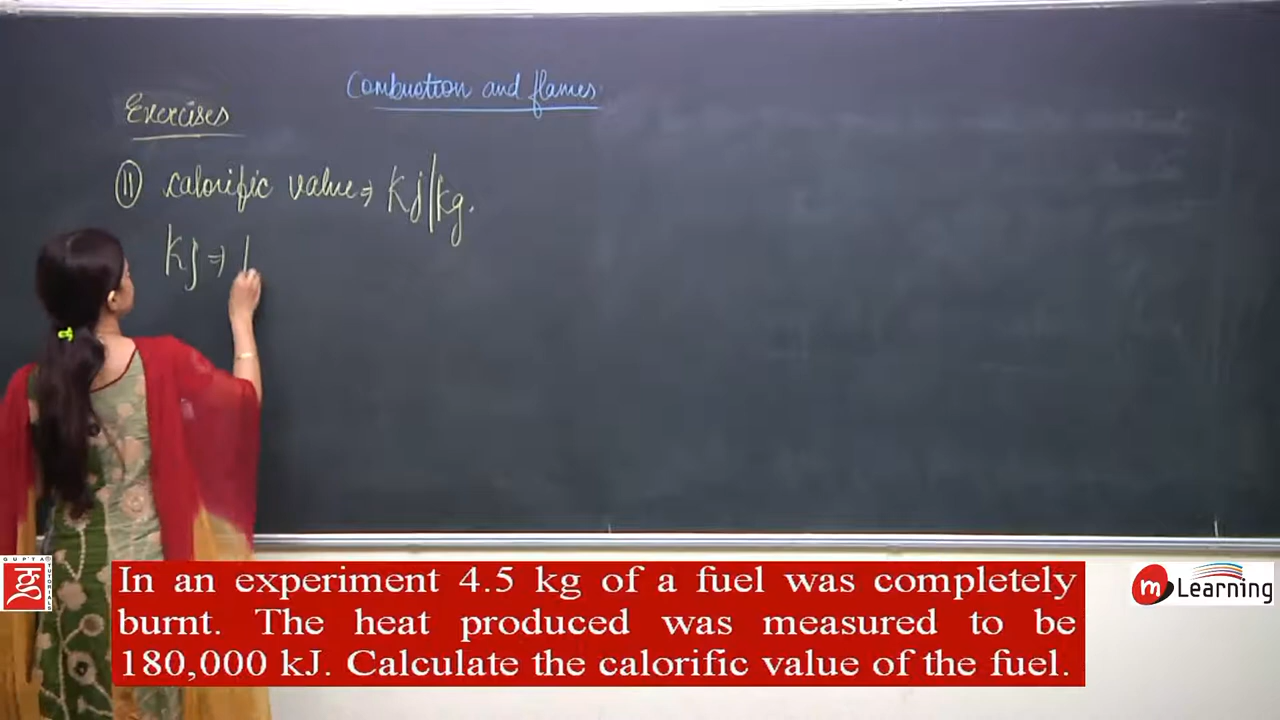 Combustion and flames.
Exercises
11 calorific value ⇒ Kj|kg.
Kj ⇒
In an experiment 4.5 kg of a fuel was completely
burnt. The heat produced was measured to be
180,000 kJ. Calculate the calorific value of the fuel.
GUPTA TUTORIALS
m Learning